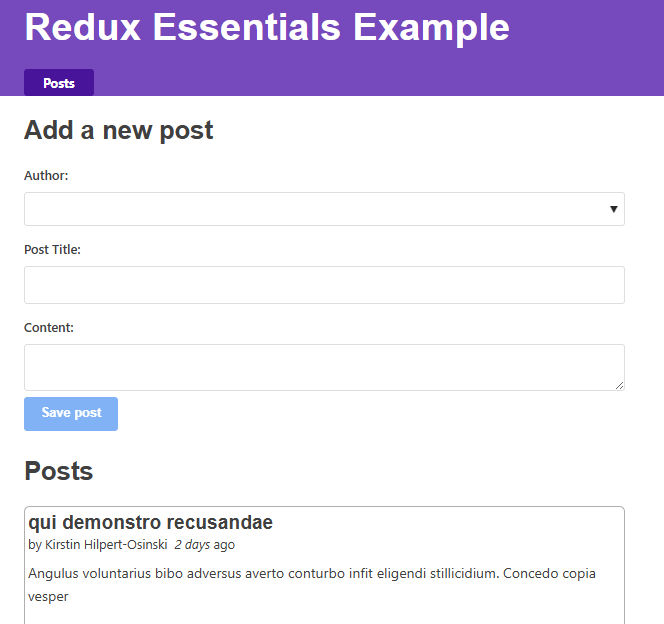 Redux Essentials Example
Posts
Add a new post
Author:
Post Title:
Content:
Save post
Posts
qui demonstro recusandae
by Kirstin Hilpert-Osinski 2 days ago
Angulus voluntarius bibo adversus averto conturbo infit eligendi stillicidium. Concedo copia
vesper